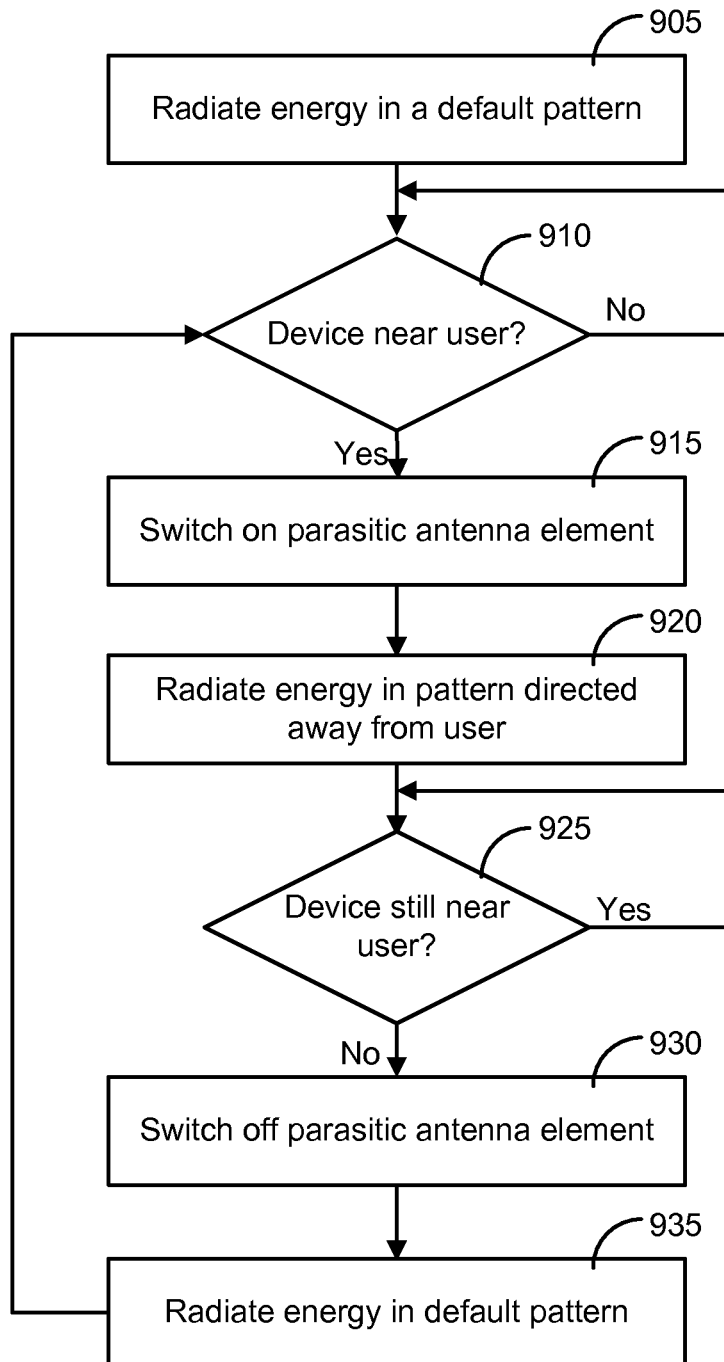 905
Radiate energy in a default pattern
910
Device near user?
No
Yes
915
Switch on parasitic antenna element
920
Radiate energy in pattern directed
away from user
925
Device still near
user?
Yes
No
930
Switch off parasitic antenna element
935
Radiate energy in default pattern